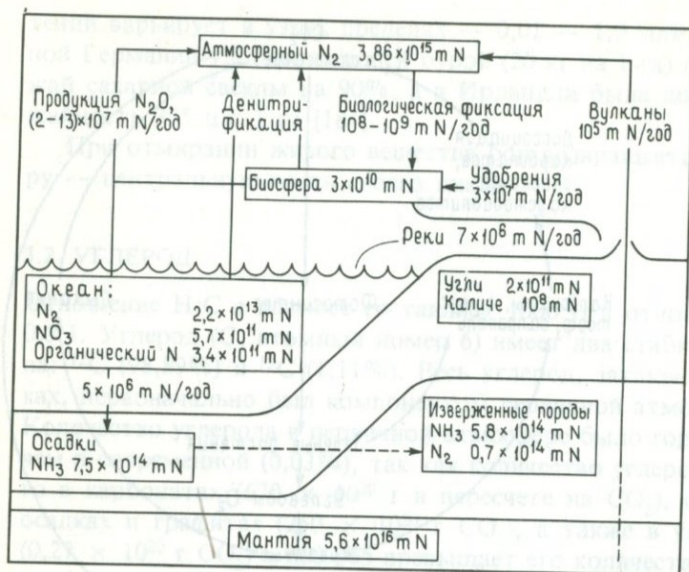 Атмосферный N₂ 3,86×10¹⁵ т N
Продукция N₂O,
(2–13)×10⁷ т N/год
Денитри-
фикация
Биологическая фиксация
10⁸–10⁹ т N/год
Вулканы
10⁵ т N/год
Биосфера 3×10¹⁰ т N
Удобрения
3×10⁷ т N/год
Реки 7×10⁶ т N/год
Океан:
N₂ 2,2×10¹³ т N
NO₃⁻ 5,7×10¹¹ т N
Органический N 3,4×10¹¹ т N
Угли 2×10¹¹ т N
Каличе 10⁸ т N
5×10⁶ т N/год
Осадки
NH₃ 7,5×10¹⁴ т N
Изверженные породы
NH₃ 5,8×10¹⁴ т N
N₂ 0,7×10¹⁴ т N
Мантия 5,6×10¹⁶ т N